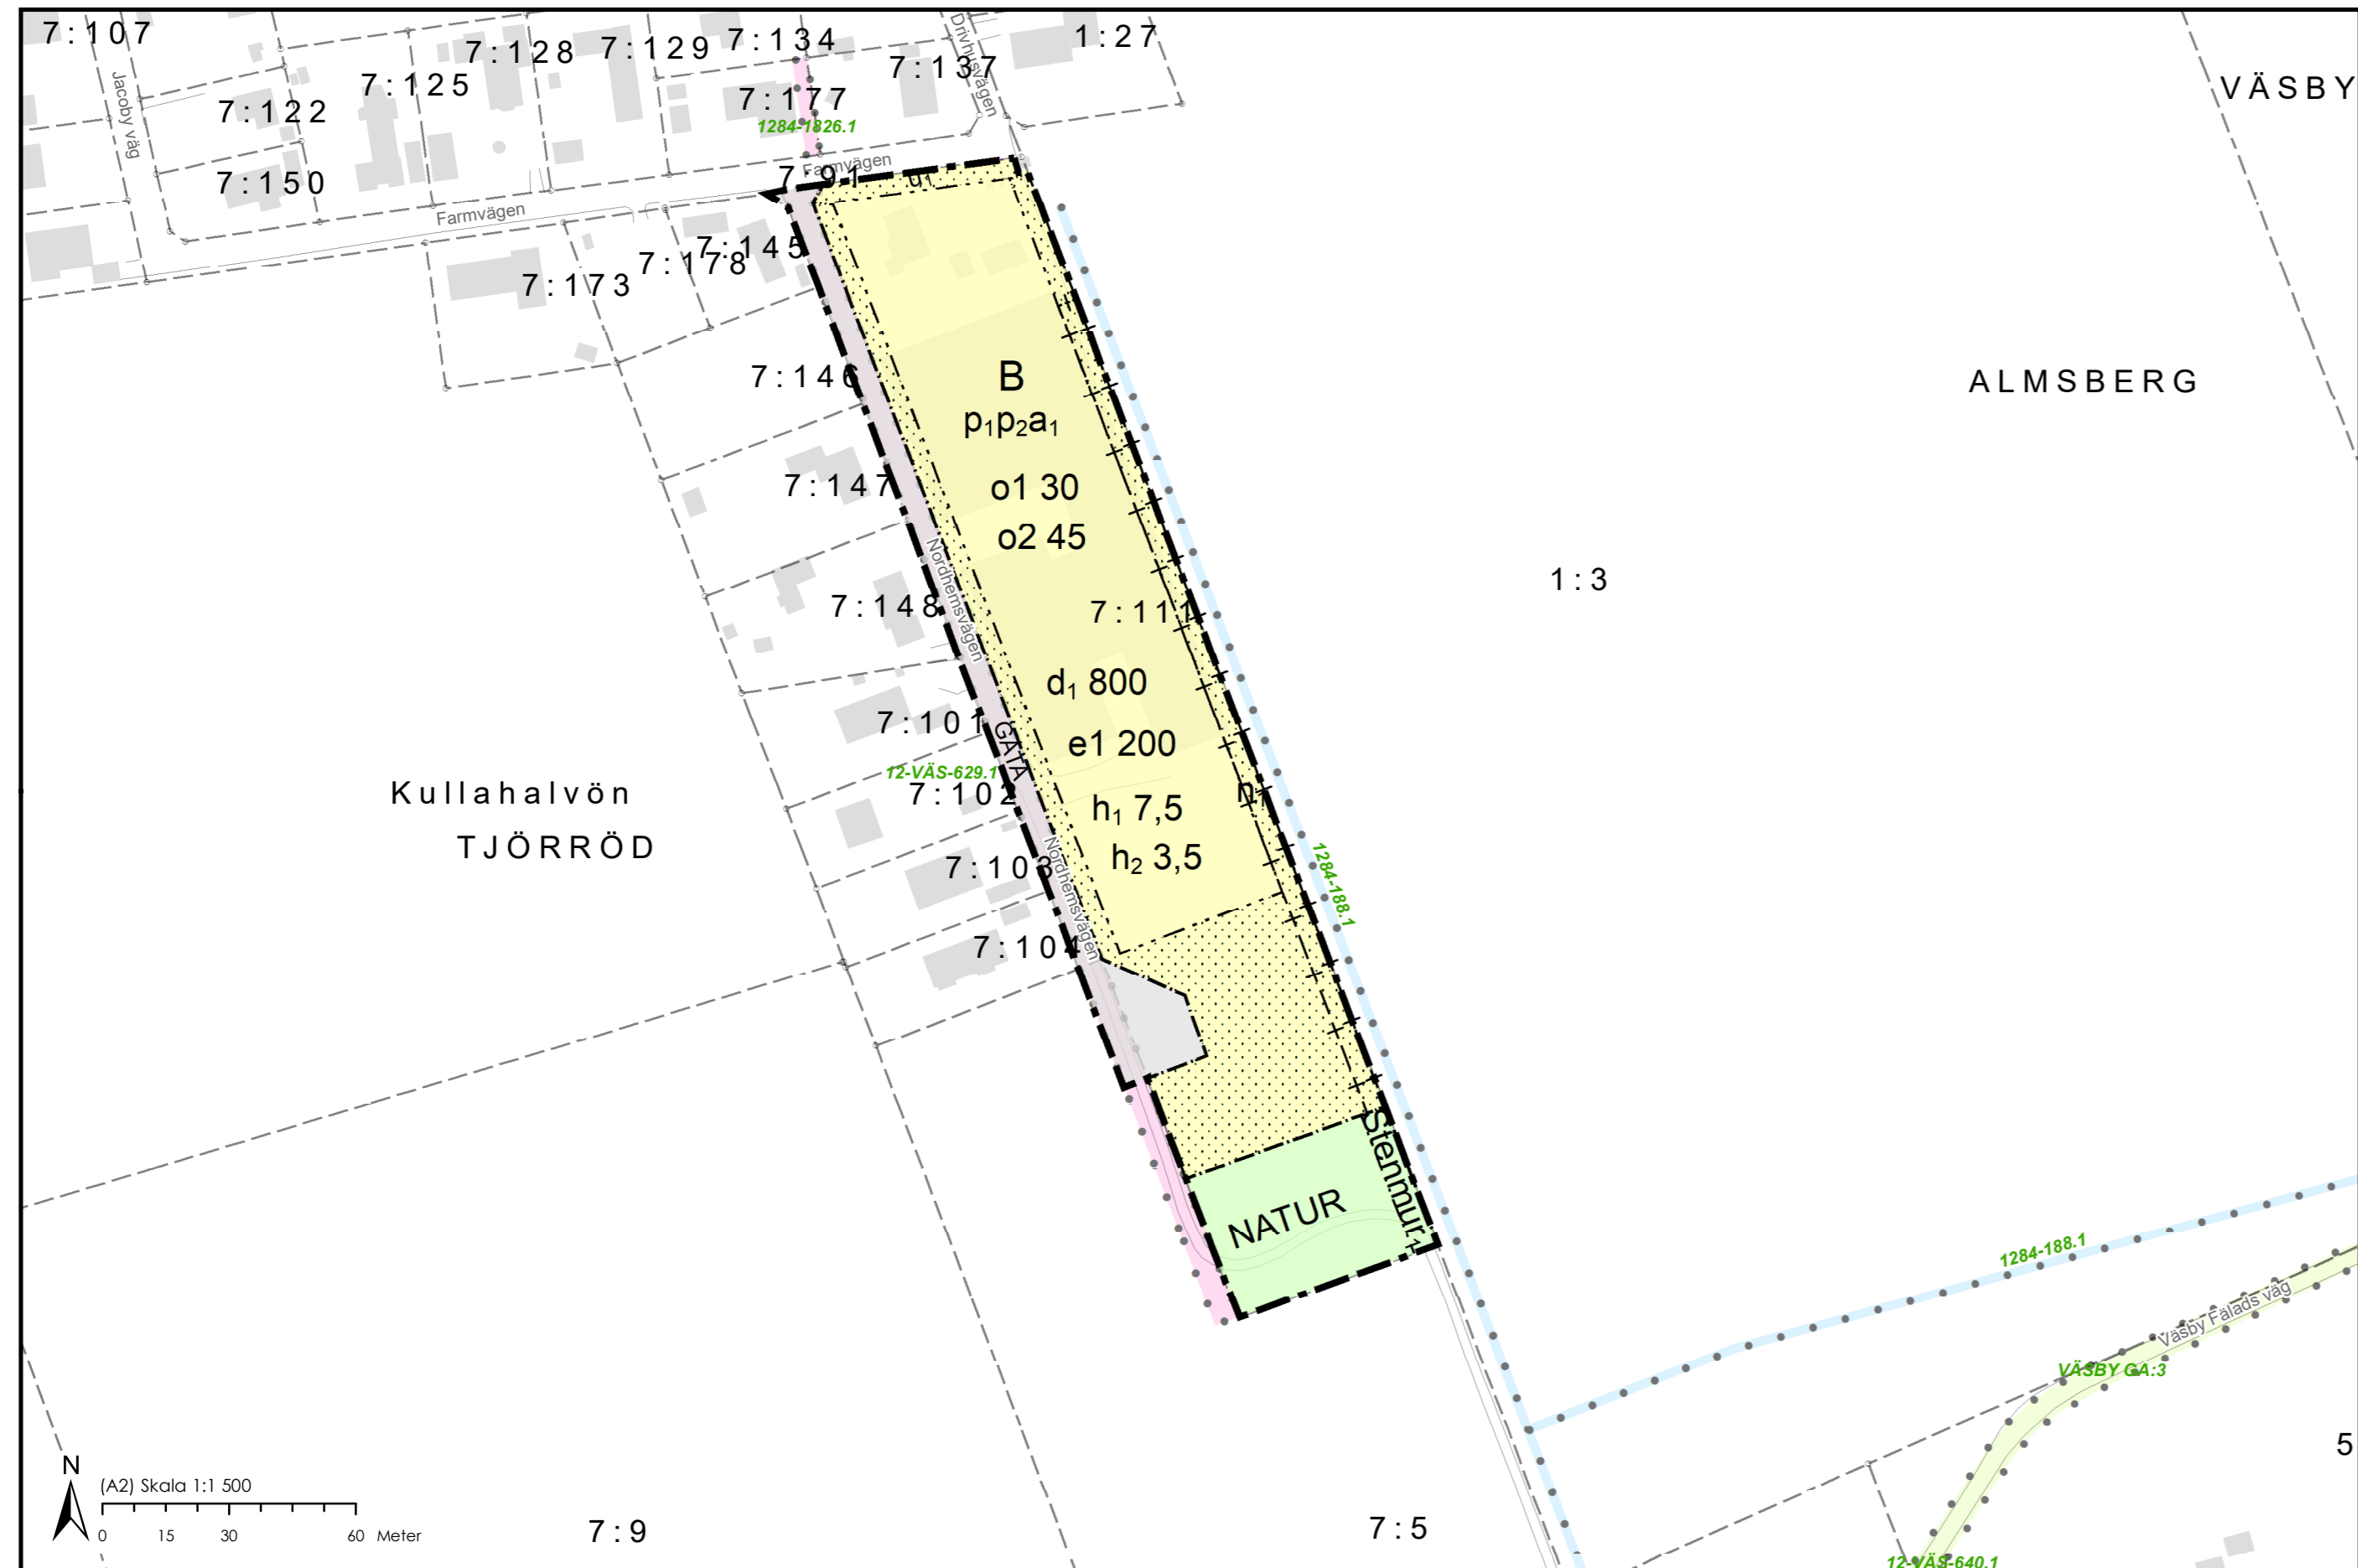 7:107
7:128
7:129
7:134
Drivhusvägen
1:27
7:137
VÄSBY
Jacoby väg
7:125
7:122
7:177
1284-1826.1
Farmvägen
7:150
7:91
u1
Farmvägen
7:145
7:178
7:173
7:146
B
ALMSBERG
p₁p₂a₁
7:147
o1 30
o2 45
Nordhemsvägen
1:3
7:148
7:111
d₁ 800
7:101
GATA
e1 200
12-VÄS-629.1
7:102
n₁
Kullahalvön
h₁ 7,5
TJÖRRÖD
h₂ 3,5
7:103
Nordhemsvägen
1284-188.1
7:104
Stenmur₁
NATUR
1284-188.1
Väsby Fälads väg
VÄSBY GA:3
5
N
(A2) Skala 1:1 500
0 15 30 60 Meter
7:9
7:5
12-VÄS-640.1